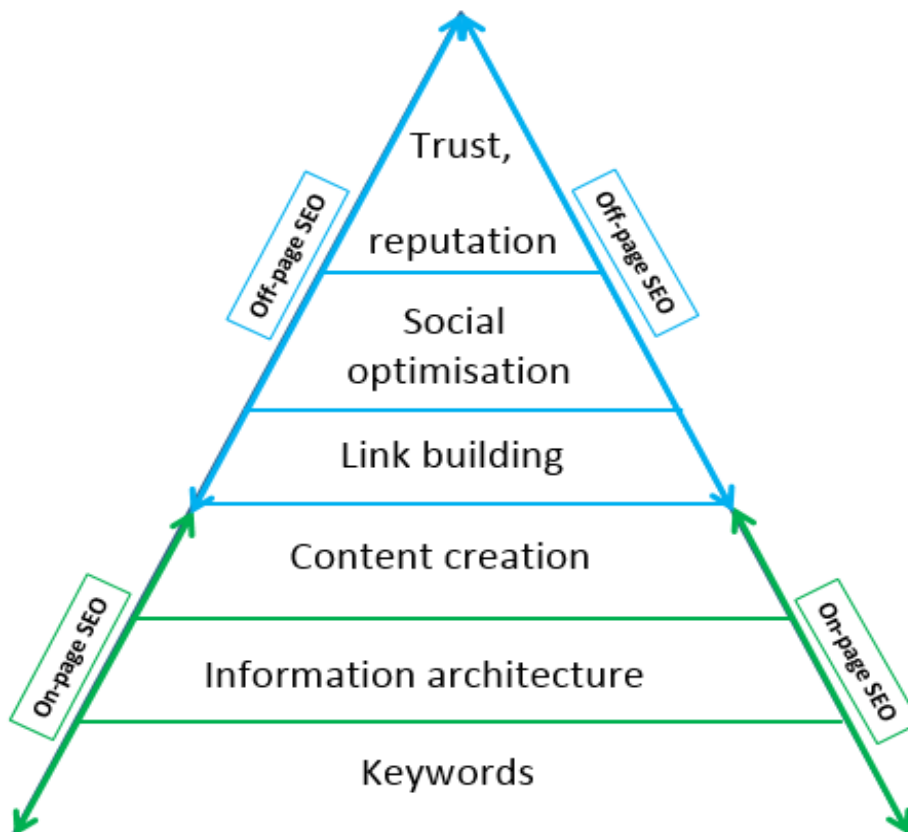 Trust,
reputation
Off-page SEO
Off-page SEO
Social
optimisation
Link building
Content creation
On-page SEO
On-page SEO
Information architecture
Keywords